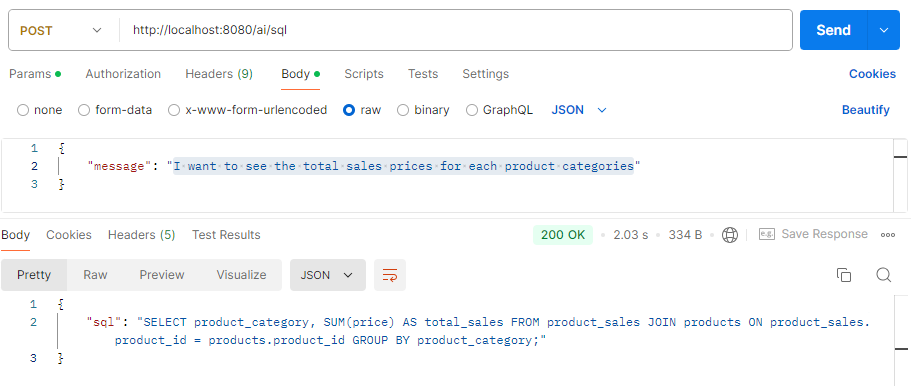 POST http://localhost:8080/ai/sql Send
Params Authorization Headers (9) Body Scripts Tests Settings Cookies
none form-data x-www-form-urlencoded raw binary GraphQL JSON Beautify
1 {
2 "message": "I want to see the total sales prices for each product categories"
3 }
Body Cookies Headers (5) Test Results 200 OK 2.03 s 334 B e.g. Save Response
Pretty Raw Preview Visualize JSON
1 {
2 "sql": "SELECT product_category, SUM(price) AS total_sales FROM product_sales JOIN products ON product_sales.
product_id = products.product_id GROUP BY product_category;"
3 }